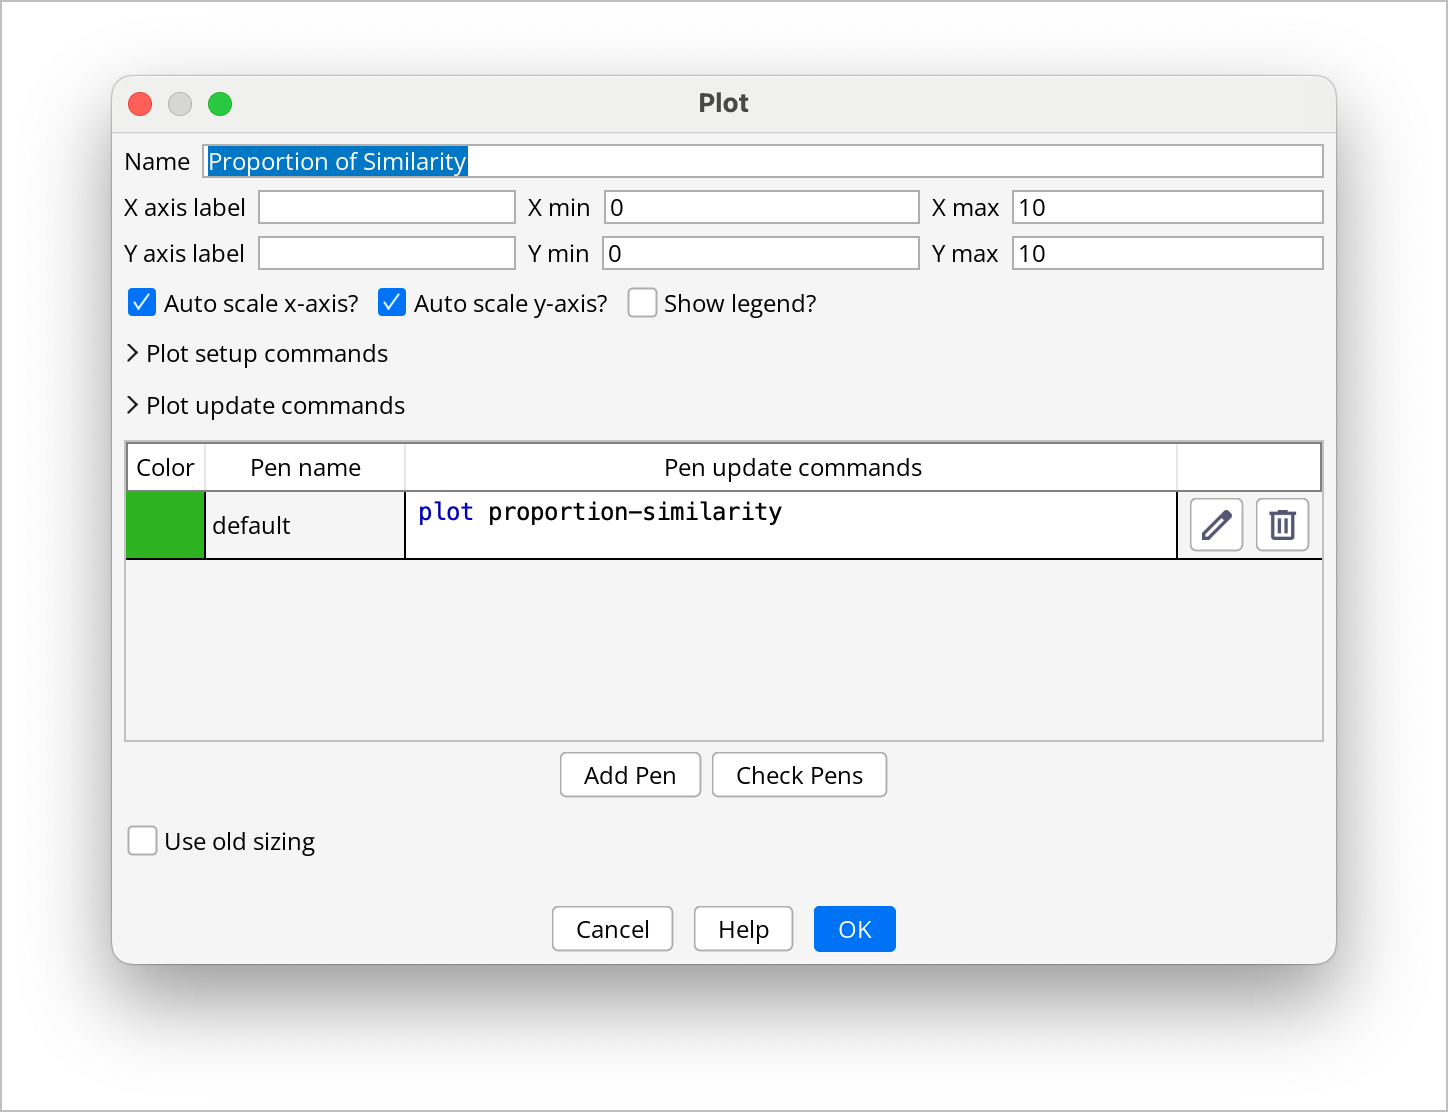 Plot
Name Proportion of Similarity
X axis label X min 0 X max 10
Y axis label Y min 0 Y max 10
Auto scale x-axis? Auto scale y-axis? Show legend?
Plot setup commands
Plot update commands
Color Pen name Pen update commands
default plot proportion-similarity
Add Pen Check Pens
Use old sizing
Cancel Help OK